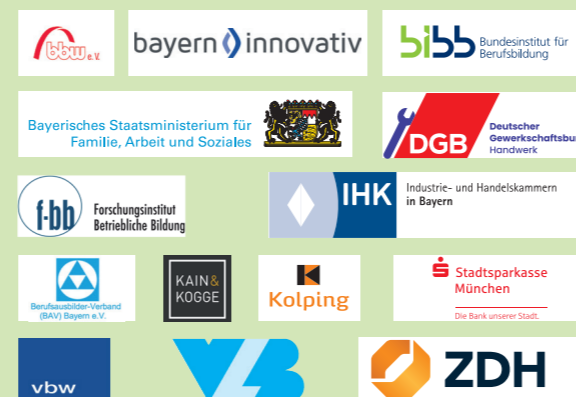 bbw e.V.
bayern innovativ
bibb Bundesinstitut für
Berufsbildung
Bayerisches Staatsministerium für
Familie, Arbeit und Soziales
DGB
Deutscher
Gewerkschaftsbu
Handwerk
f-bb
Forschungsinstitut
Betriebliche Bildung
IHK
Industrie- und Handelskammern
in Bayern
Berufsausbilder-Verband
(BAV) Bayern e.V.
KAIN&
KOGGE
Kolping
Stadtsparkasse
München
Die Bank unserer Stadt.
vbw
VLB
ZDH